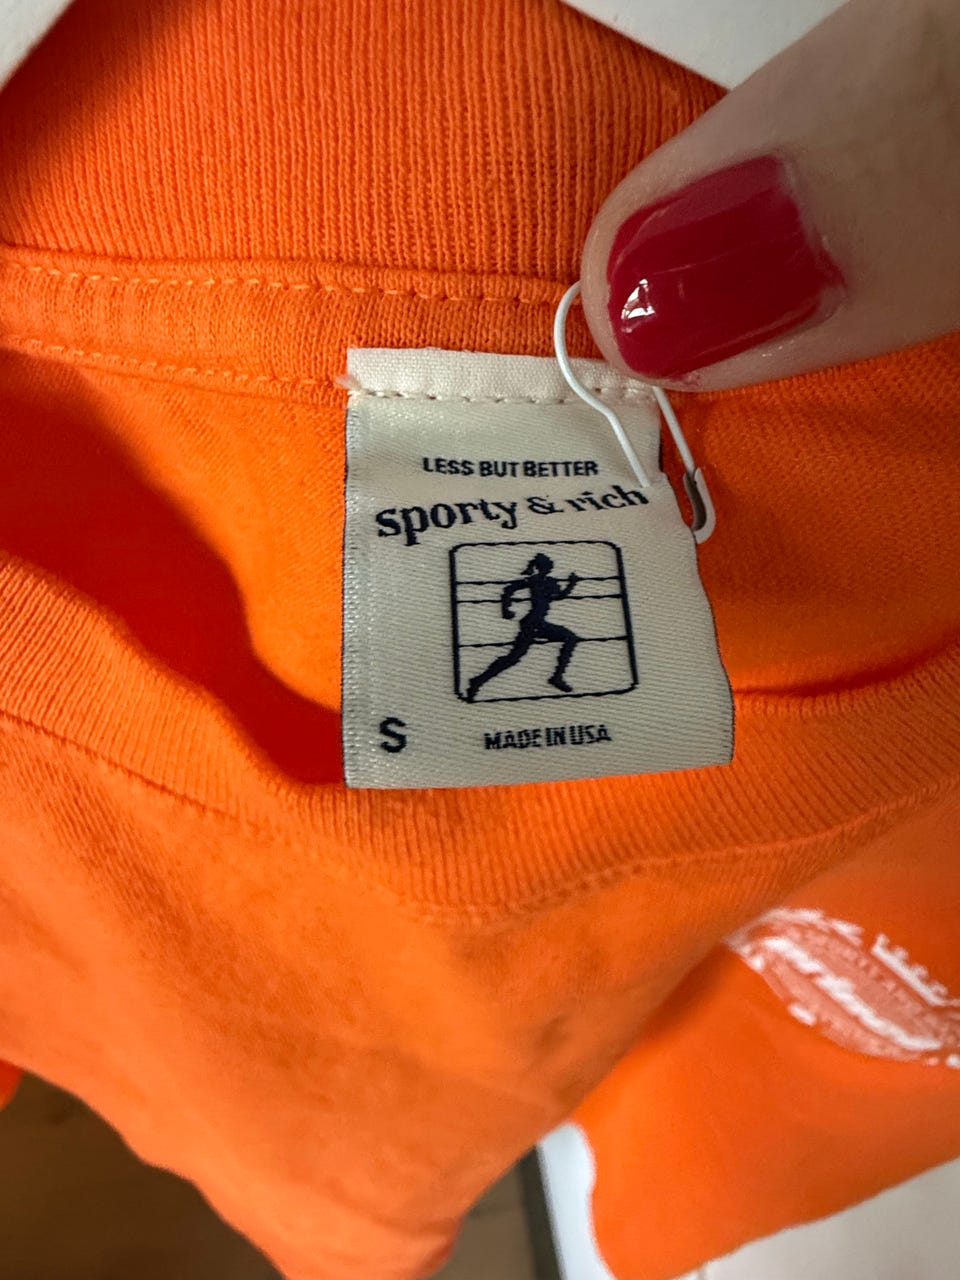 LESS BUT BETTER
sporty & rich
S
MADE IN USA